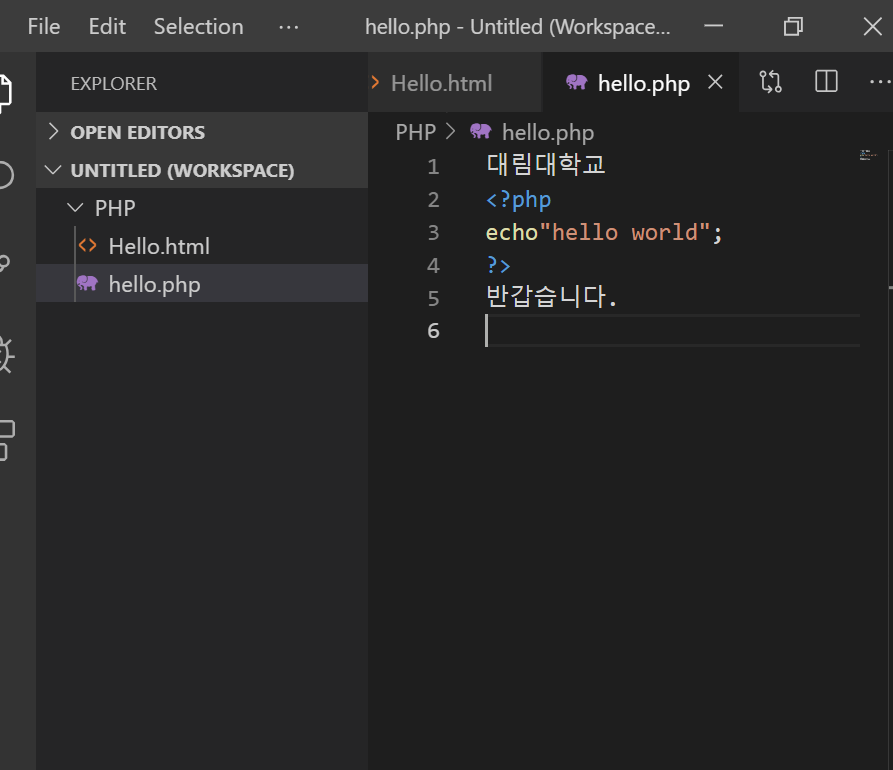 File Edit Selection ··· hello.php - Untitled (Workspace...
EXPLORER
Hello.html hello.php ···
OPEN EDITORS
UNTITLED (WORKSPACE)
PHP
Hello.html
hello.php
PHP > hello.php
1 대림대학교
2 <?php
3 echo"hello world";
4 ?>
5 반갑습니다.
6